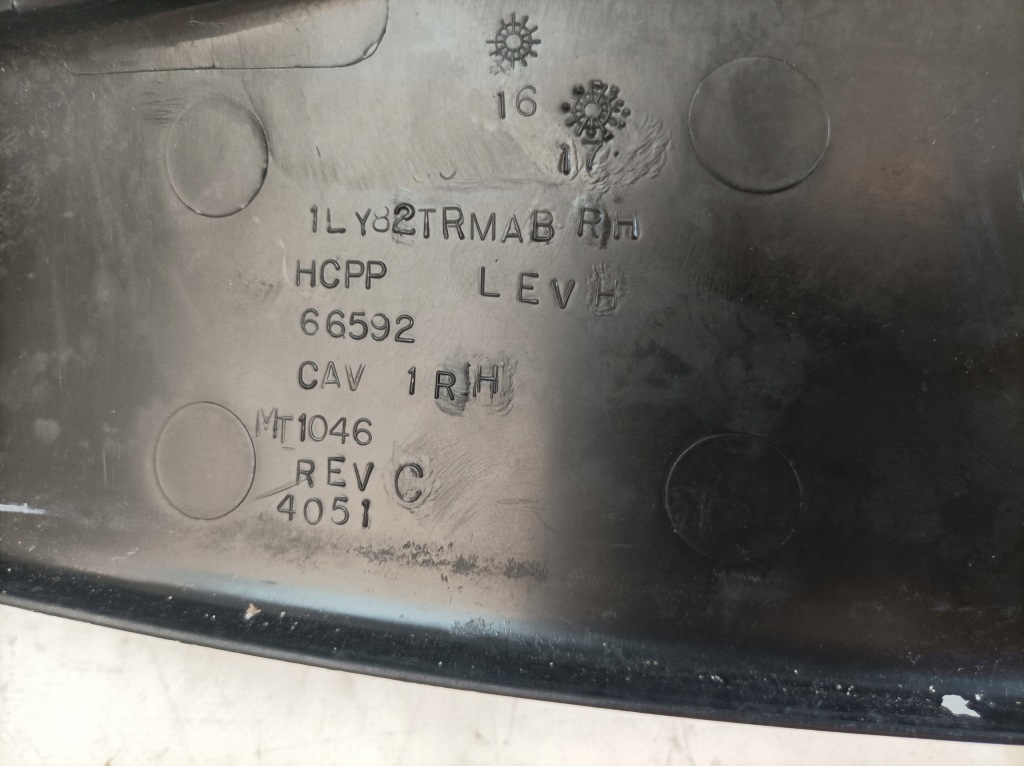 16
17
1LY82TRMAB RH
HCPP LEV H
66592
CAV 1 RH
MT1046
REV C
4051